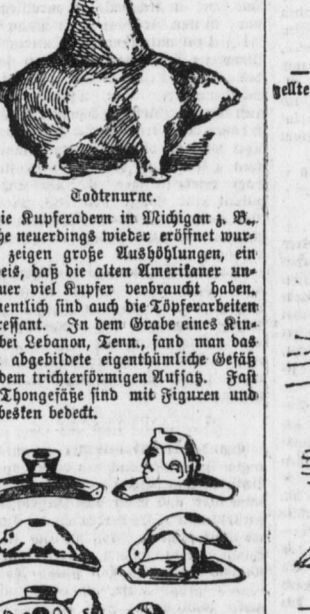 Todtenurne.
ie Kupferadern in Michigan z. B.,
he neuerdings wieder eröffnet wur-
zeigen große Aushöhlungen, ein
eis, daß die alten Amerikaner un-
uer viel Kupfer verbraucht haben.
nentlich sind auch die Töpferarbeiten
ressant. In dem Grabe eines Kin-
bei Lebanon, Tenn., fand man das
abgebildete eigenthümliche Gefäß
dem trichterförmigen Aufsatz. Fast
Thongefäße sind mit Figuren und
besken bedeckt.